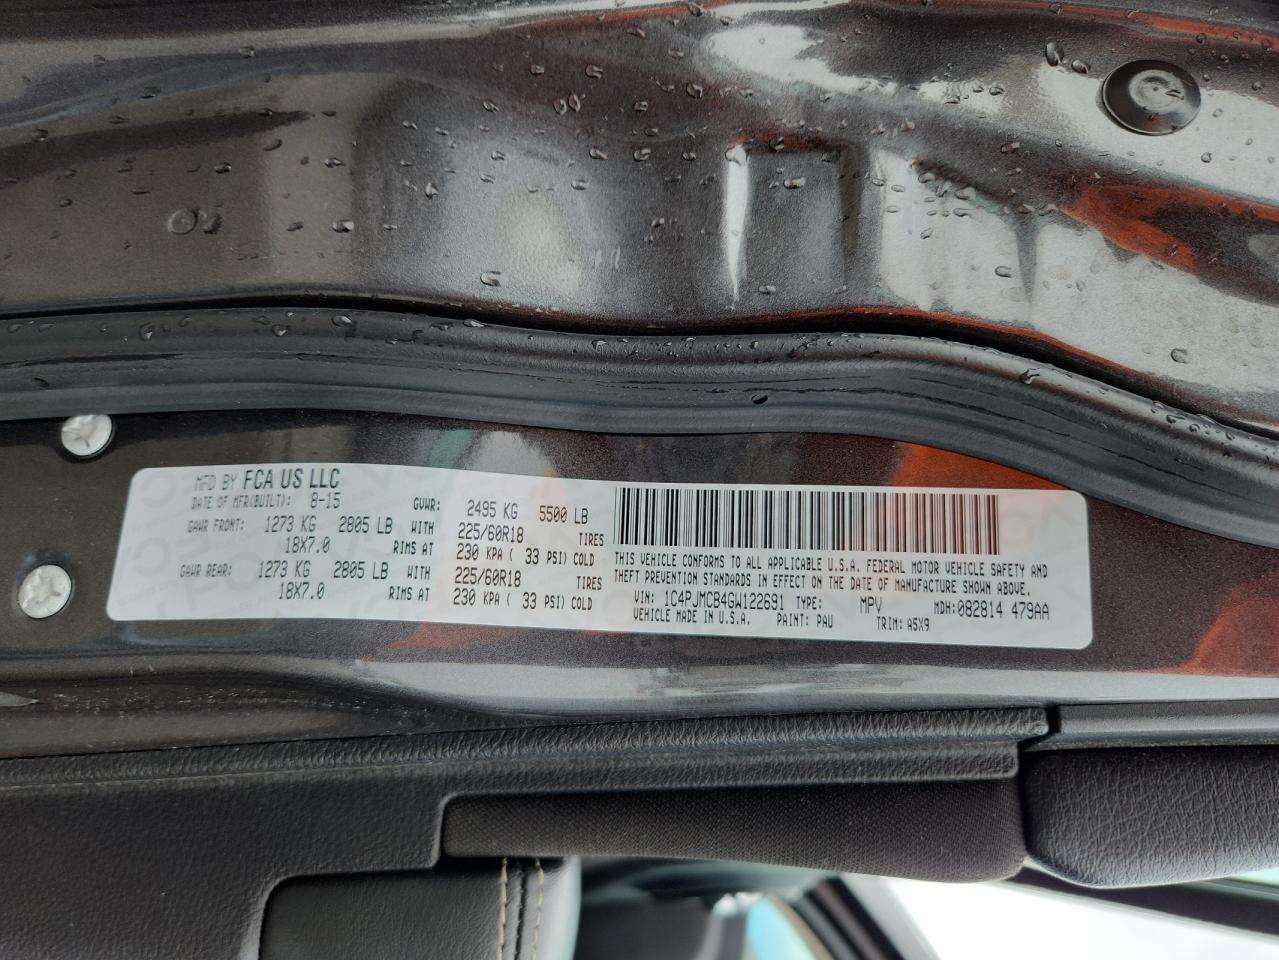 MFD BY FCA US LLC
DATE OF MFR(BUILT): 8-15 GVWR: 2495 KG 5500 LB
GAWR FRONT: 1273 KG 2805 LB WITH 225/60R18 TIRES
18X7.0 RIMS AT 230 KPA ( 33 PSI) COLD
GAWR REAR: 1273 KG 2805 LB WITH 225/60R18 TIRES
18X7.0 RIMS AT 230 KPA ( 33 PSI) COLD
THIS VEHICLE CONFORMS TO ALL APPLICABLE U.S.A. FEDERAL MOTOR VEHICLE SAFETY AND
THEFT PREVENTION STANDARDS IN EFFECT ON THE DATE OF MANUFACTURE SHOWN ABOVE.
VIN: 1C4PJMCB4GW122691 TYPE: MPV MDH: 082814 479AA
VEHICLE MADE IN U.S.A. PAINT: PAU TRIM: A5X9